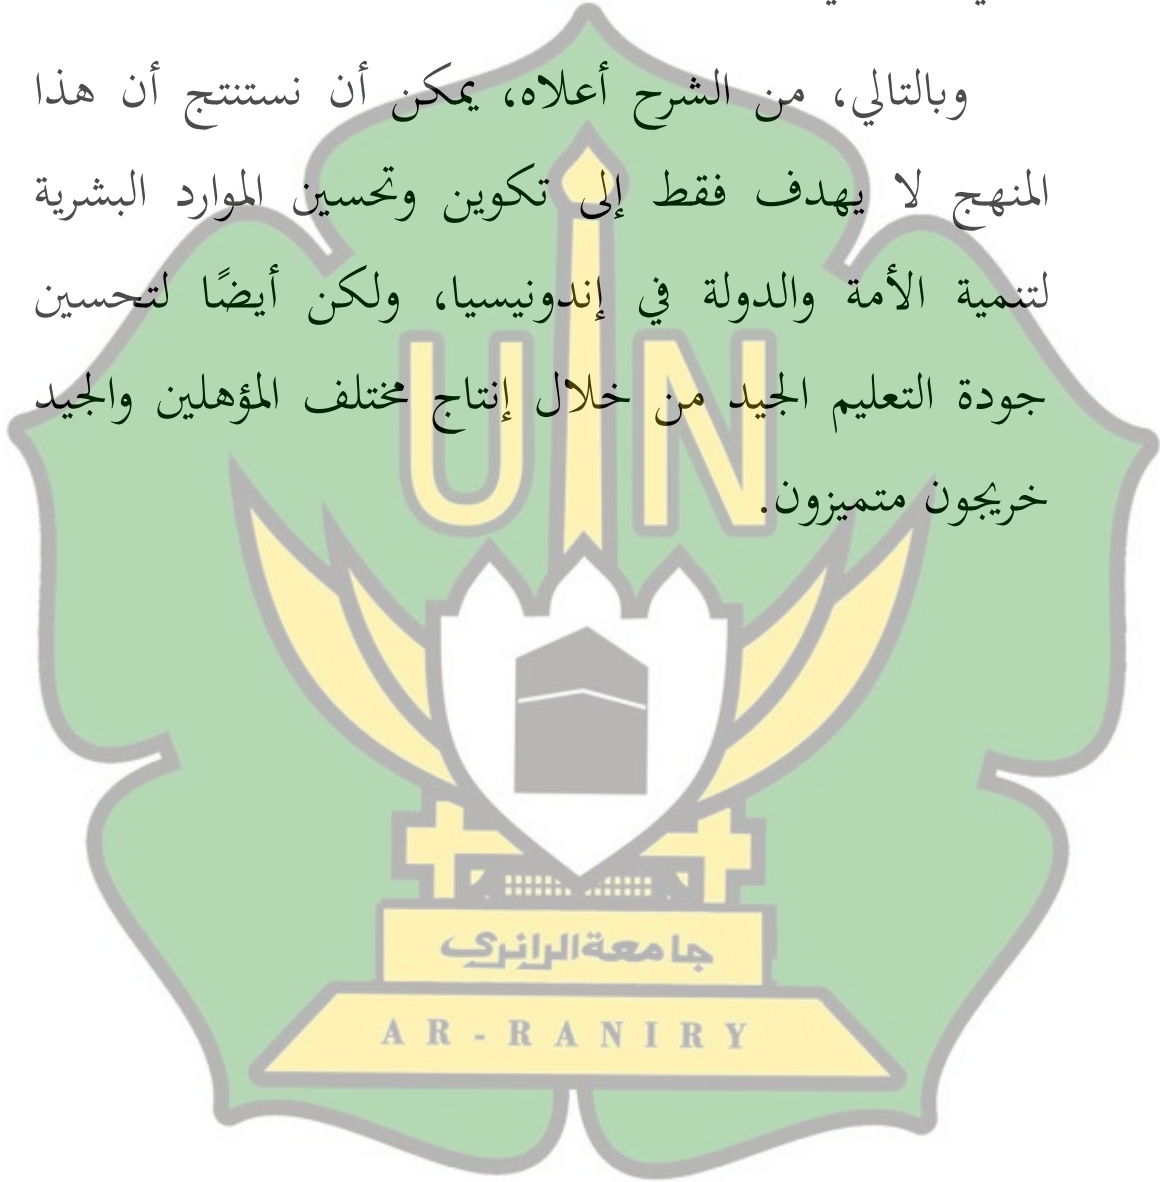 وبالتالي، من الشرح أعلاه، يمكن أن نستنتج أن هذا
المنهج لا يهدف فقط إلى تكوين وتحسين الموارد البشرية
لتنمية الأمة والدولة في إندونيسيا، ولكن أيضًا لتحسين
جودة التعليم الجيد من خلال إنتاج مختلف المؤهلين والجيد
خريجون متميزون.
UIN
جامعة الرانري
AR-RANIRY